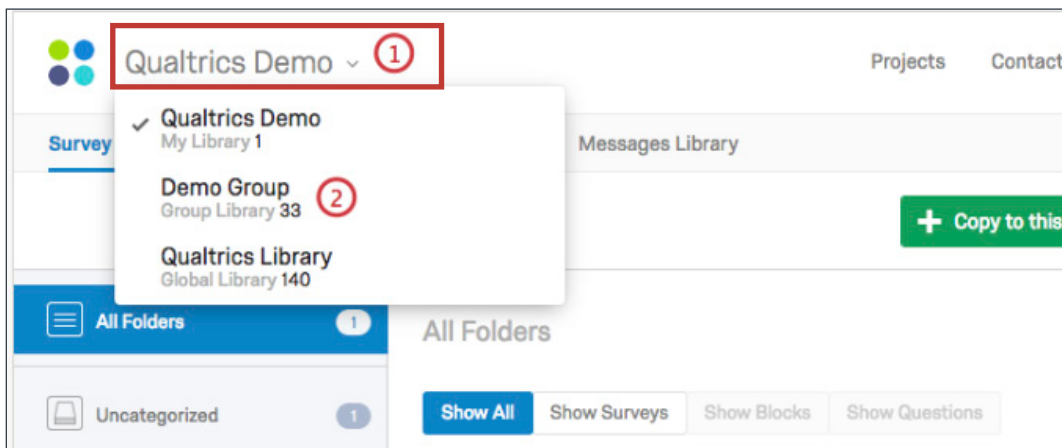 Qualtrics Demo 1
Projects Contact
Qualtrics Demo
My Library 1
Survey
Messages Library
Demo Group
Group Library 33
2
Copy to this
Qualtrics Library
Global Library 140
All Folders 1
All Folders
Uncategorized 1
Show All Show Surveys Show Blocks Show Questions